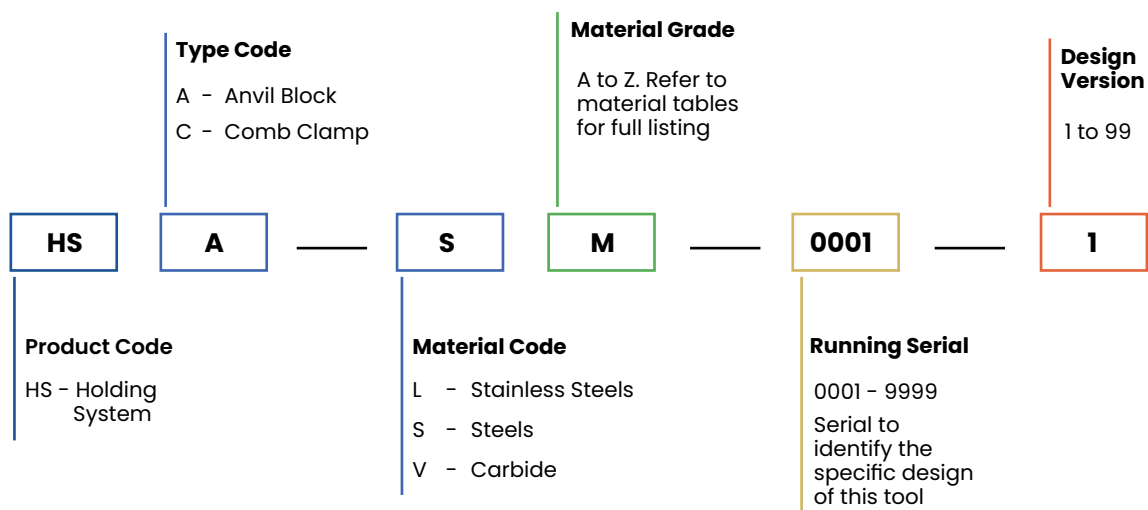 Type Code
A - Anvil Block
C - Comb Clamp
Material Grade
A to Z. Refer to
material tables
for full listing
Design
Version
1 to 99
HS A — S M — 0001 — 1
Product Code
HS - Holding
System
Material Code
L - Stainless Steels
S - Steels
V - Carbide
Running Serial
0001 - 9999
Serial to
identify the
specific design
of this tool